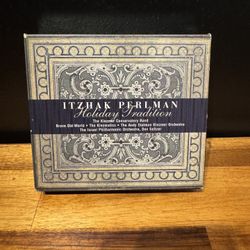 ITZHAK PERLMAN
Holiday Tradition
The Klezmer Conservatory Band
Brave Old World • The Klezmatics • The Andy Statman Klezmer Orchestra
The Israel Philharmonic Orchestra, Dov Seltzer